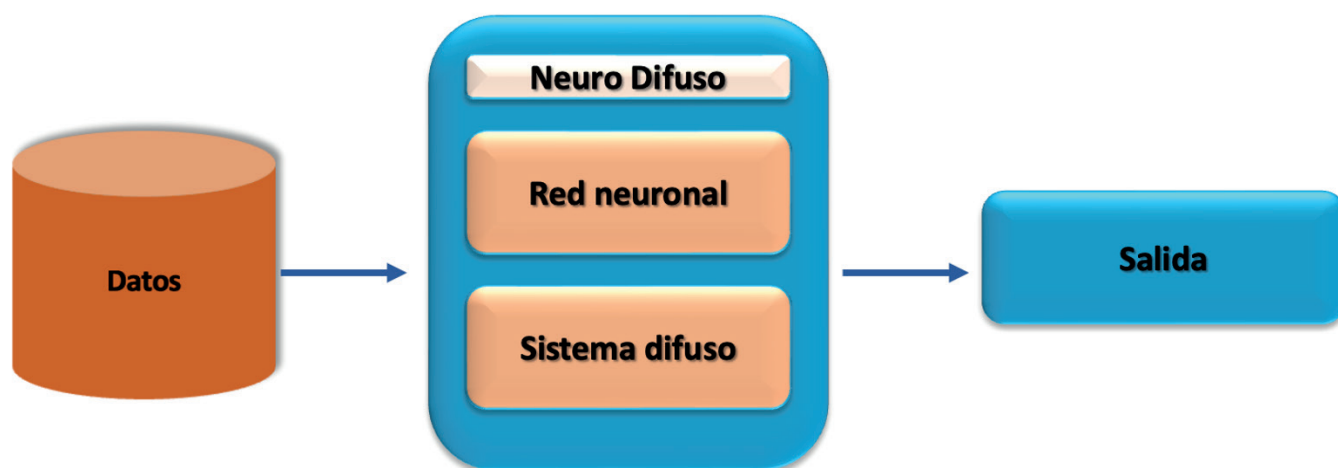 Datos
Neuro Difuso
Red neuronal
Sistema difuso
Salida